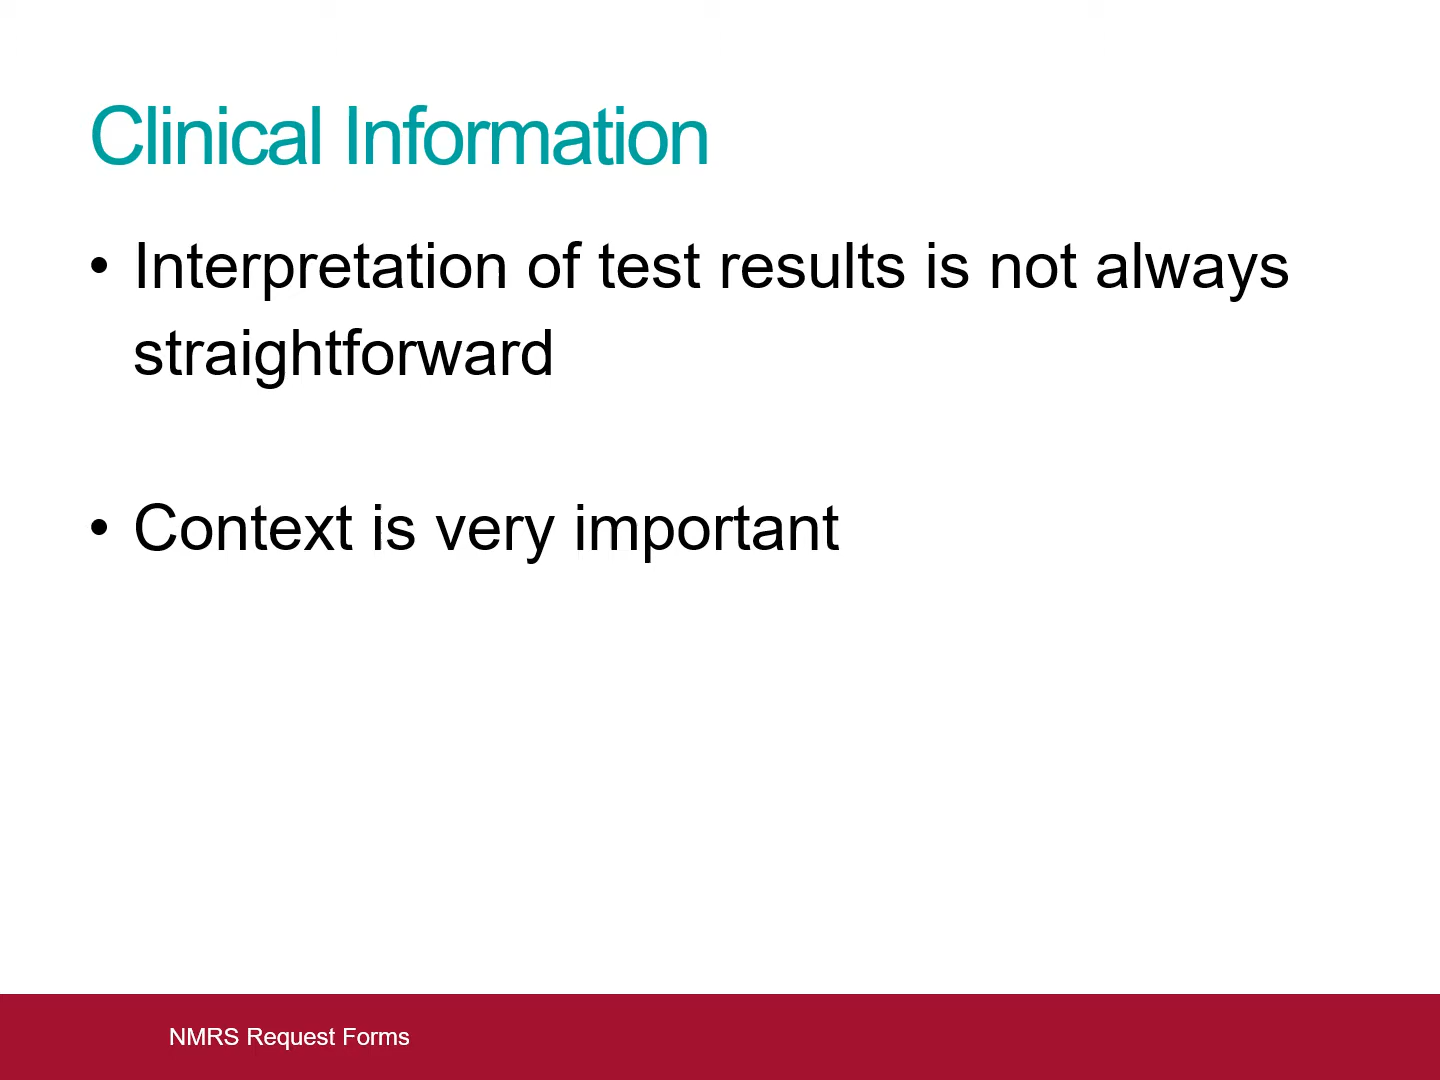 Clinical Information
• Interpretation of test results is not always
straightforward
• Context is very important
NMRS Request Forms